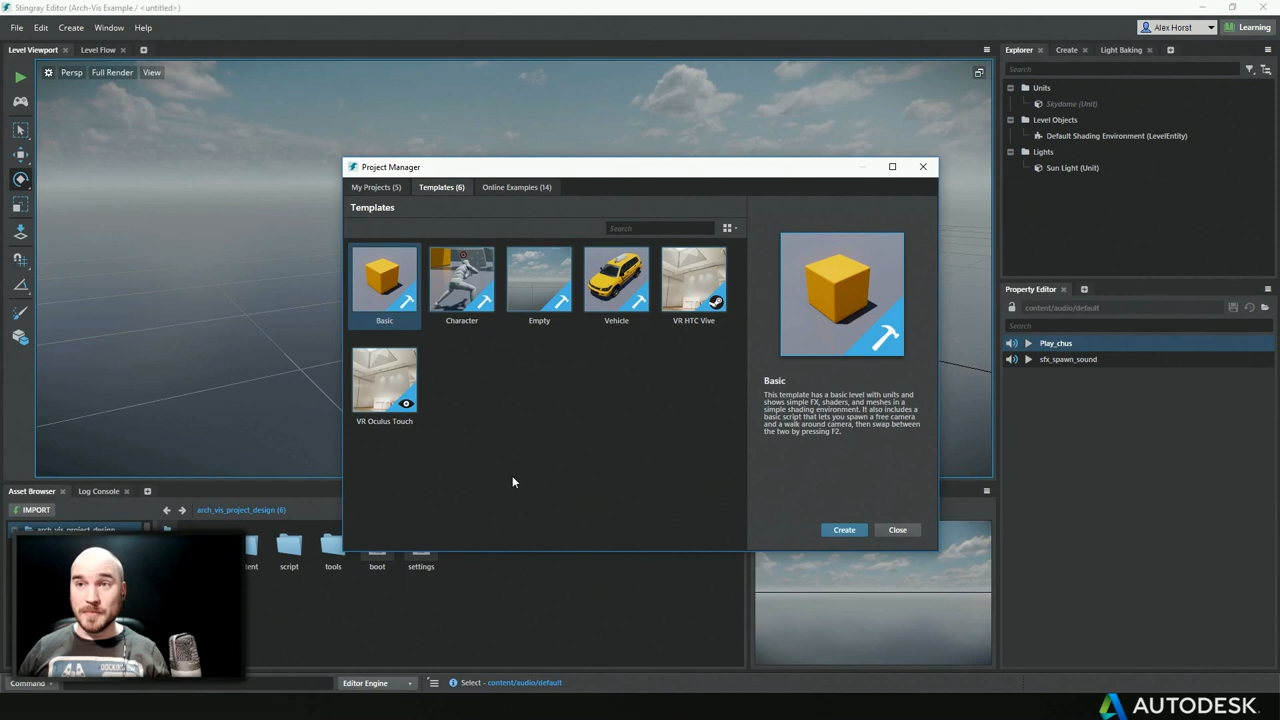 Stingray Editor (Arch-Vis Example / <untitled>)
File Edit Create Window Help
Alex Horst
Learning
Level Viewport
Level Flow
Explorer
Create
Light Baking
Persp
Full Render
View
Search
Units
Skydome (Unit)
Level Objects
Default Shading Environment (LevelEntity)
Lights
Sun Light (Unit)
Project Manager
My Projects (5)
Templates (6)
Online Examples (14)
Templates
Search
Basic
Character
Empty
Vehicle
VR HTC Vive
VR Oculus Touch
Basic
This template has a basic level with units and
shows simple FX, shaders, and meshes in a
simple shading environment. It also includes a
basic script that lets you spawn a free camera
and a walk around camera, then swap between
the two by pressing F2.
Create
Close
Property Editor
content/audio/default
Search
Play_chus
sfx_spawn_sound
Asset Browser
Log Console
IMPORT
arch_vis_project_design (6)
arch_vis_project_design
script
tools
boot
settings
Command
Editor Engine
Select - content/audio/default
AUTODESK.